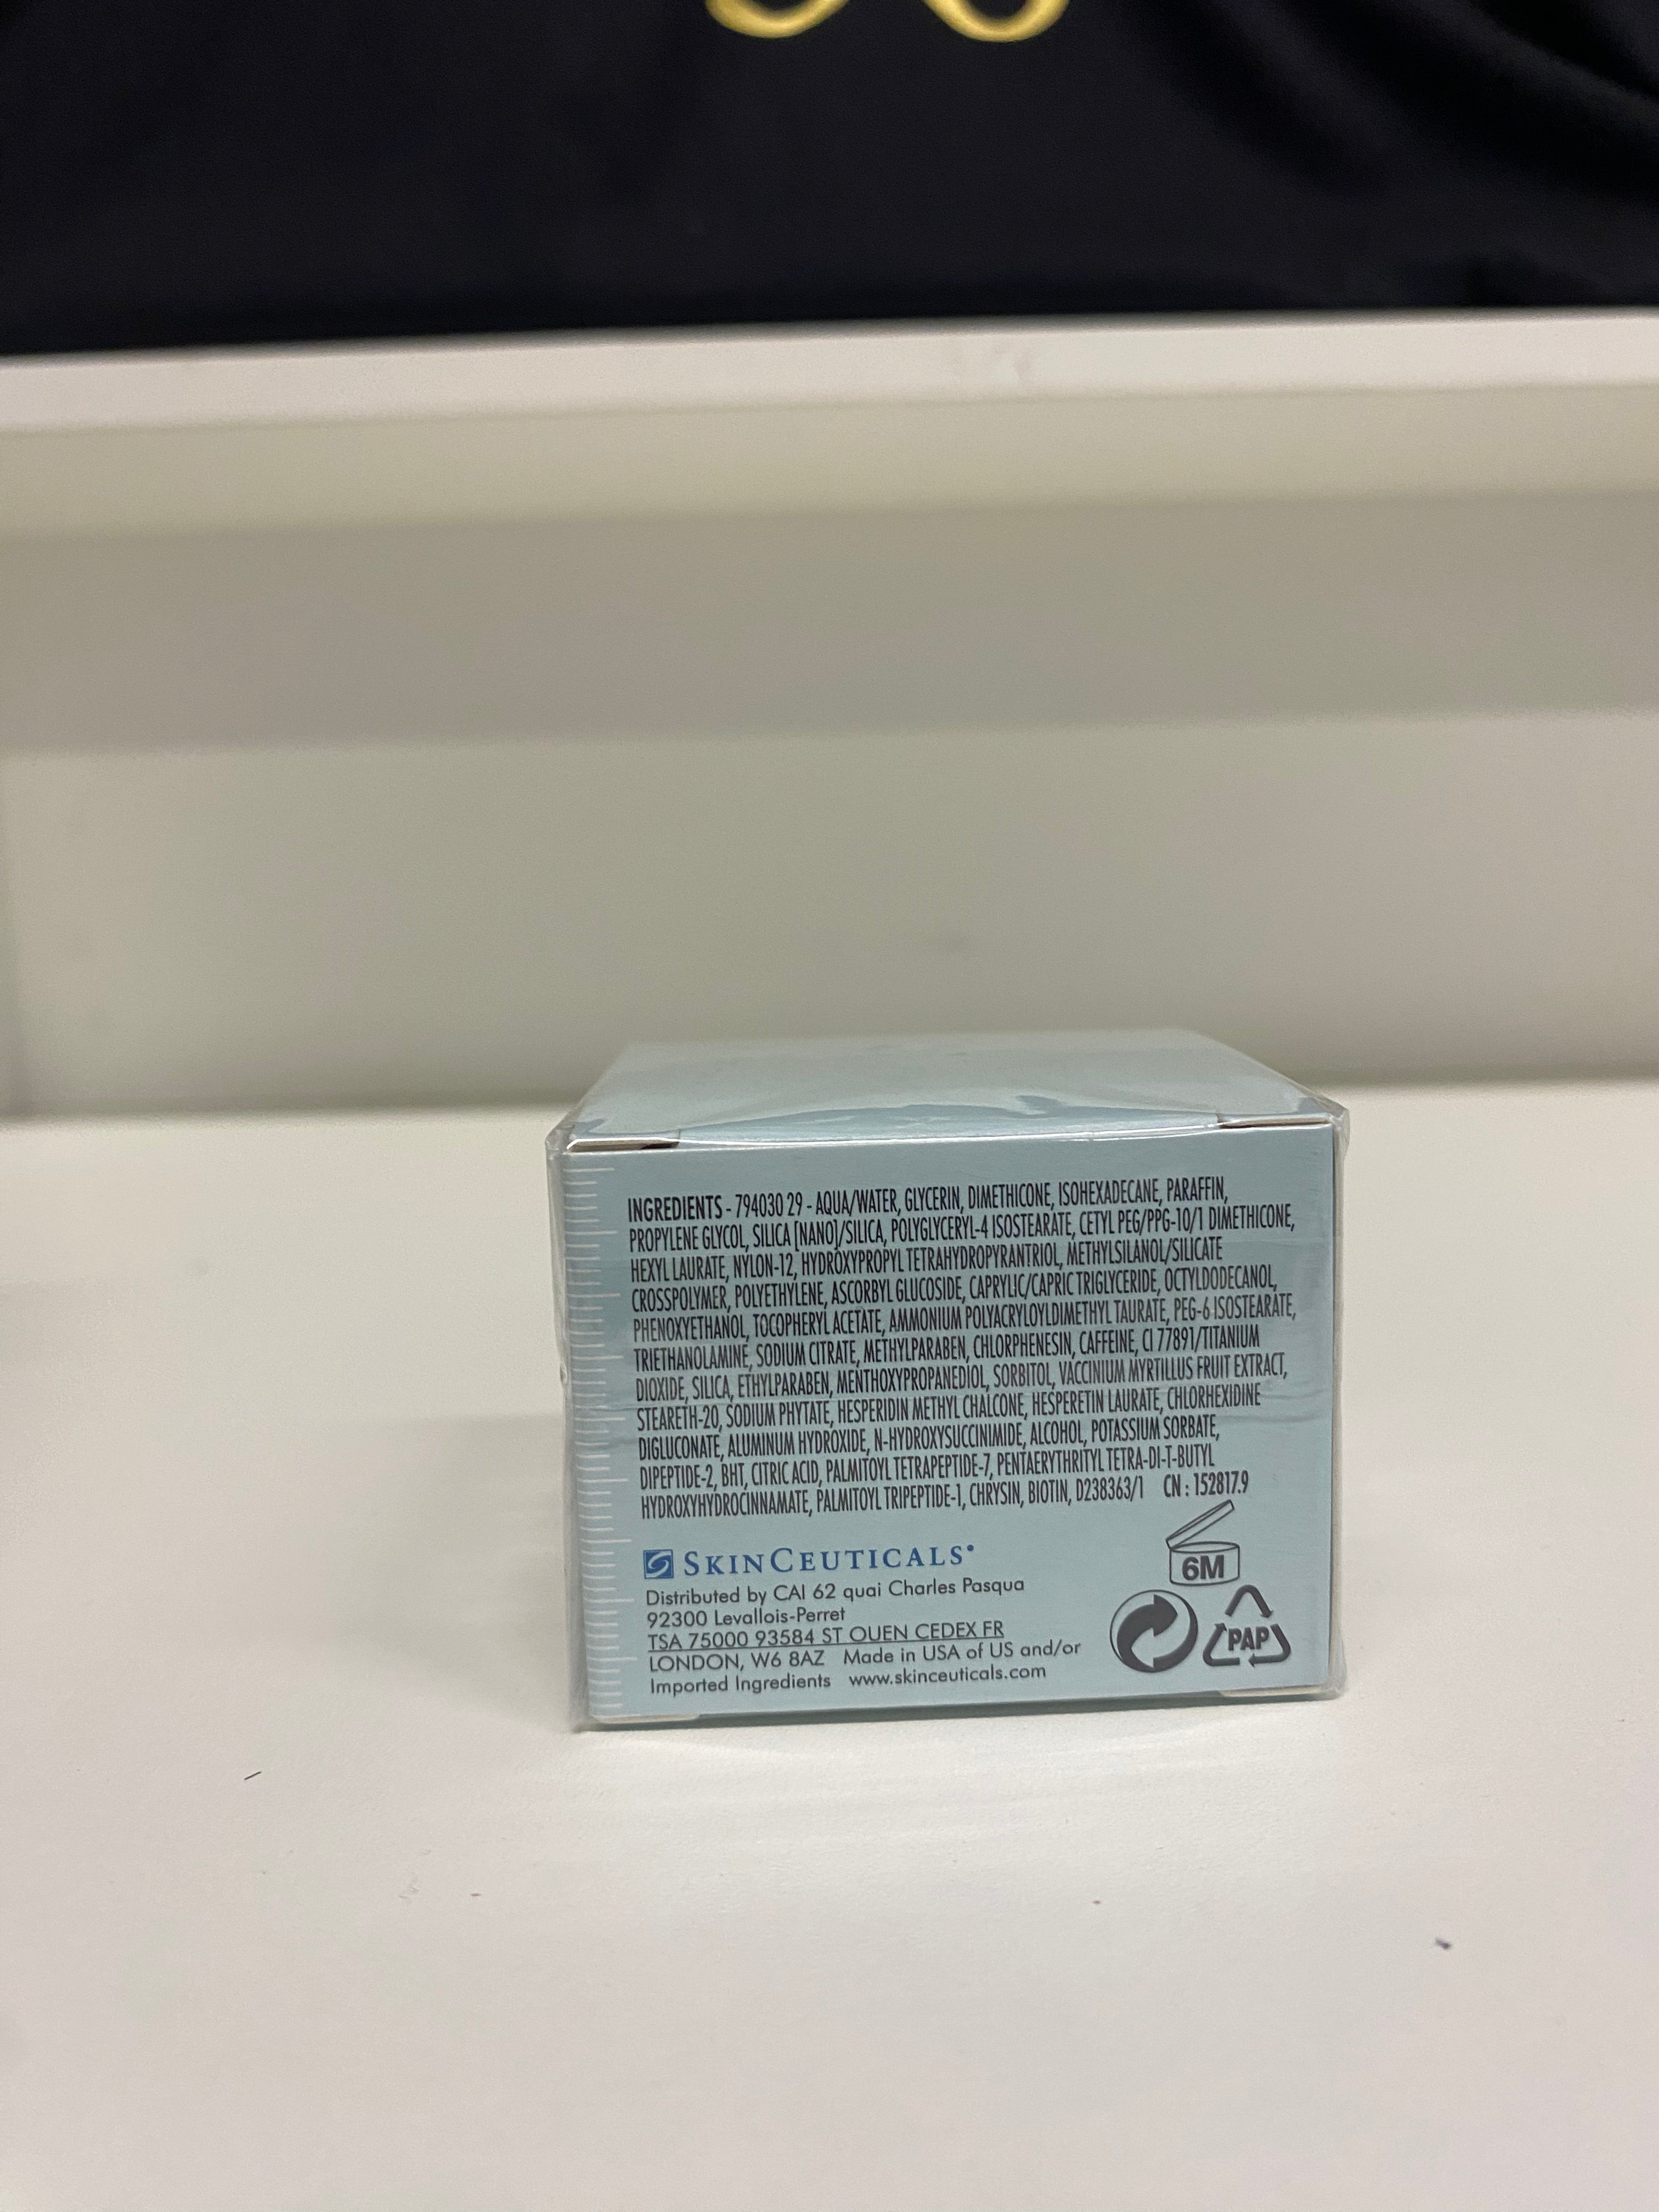 INGREDIENTS - 794030 29 - AQUA/WATER, GLYCERIN, DIMETHICONE, ISOHEXADECANE, PARAFFIN,
PROPYLENE GLYCOL, SILICA [NANO]/SILICA, POLYGLYCERYL-4 ISOSTEARATE, CETYL PEG/PPG-10/1 DIMETHICONE,
HEXYL LAURATE, NYLON-12, HYDROXYPROPYL TETRAHYDROPYRANTRIOL, METHYLSILANOL/SILICATE
CROSSPOLYMER, POLYETHYLENE, ASCORBYL GLUCOSIDE, CAPRYLIC/CAPRIC TRIGLYCERIDE, OCTYLDODECANOL,
PHENOXYETHANOL, TOCOPHERYL ACETATE, AMMONIUM POLYACRYLOYLDIMETHYL TAURATE, PEG-6 ISOSTEARATE,
TRIETHANOLAMINE, SODIUM CITRATE, METHYLPARABEN, CHLORPHENESIN, CAFFEINE, CI 77891/TITANIUM
DIOXIDE, SILICA, ETHYLPARABEN, MENTHOXYPROPANEDIOL, SORBITOL, VACCINIUM MYRTILLUS FRUIT EXTRACT,
STEARETH-20, SODIUM PHYTATE, HESPERIDIN METHYL CHALCONE, HESPERETIN LAURATE, CHLORHEXIDINE
DIGLUCONATE, ALUMINUM HYDROXIDE, N-HYDROXYSUCCINIMIDE, ALCOHOL, POTASSIUM SORBATE,
DIPEPTIDE-2, BHT, CITRIC ACID, PALMITOYL TETRAPEPTIDE-7, PENTAERYTHRITYL TETRA-DI-T-BUTYL
HYDROXYHYDROCINNAMATE, PALMITOYL TRIPEPTIDE-1, CHRYSIN, BIOTIN, D238363/1 CN : 152817.9
SKINCEUTICALS
6M
Distributed by CAI 62 quai Charles Pasqua
92300 Levallois-Perret
TSA 75000 93584 ST OUEN CEDEX FR
LONDON, W6 8AZ Made in USA of US and/or
Imported Ingredients www.skinceuticals.com
PAP